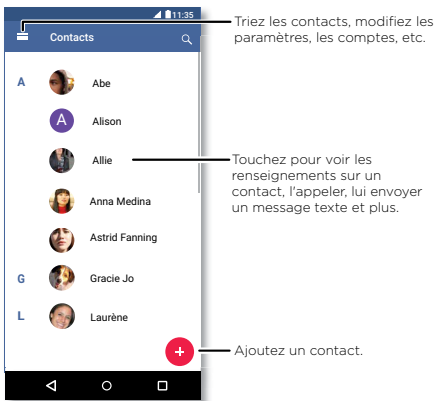 11:35
Contacts
A
Abe
A
Alison
Allie
Anna Medina
Astrid Fanning
G
Gracie Jo
L
Laurène
Triez les contacts, modifiez les
paramètres, les comptes, etc.
Touchez pour voir les
renseignements sur un
contact, l'appeler, lui envoyer
un message texte et plus.
Ajoutez un contact.